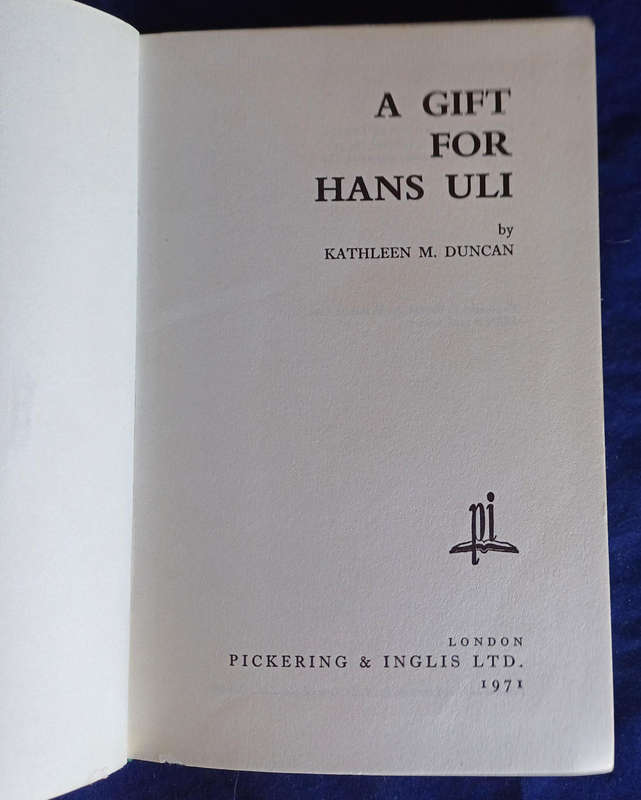 A GIFT
FOR
HANS ULI
by
KATHLEEN M. DUNCAN
pi
LONDON
PICKERING & INGLIS LTD.
1971